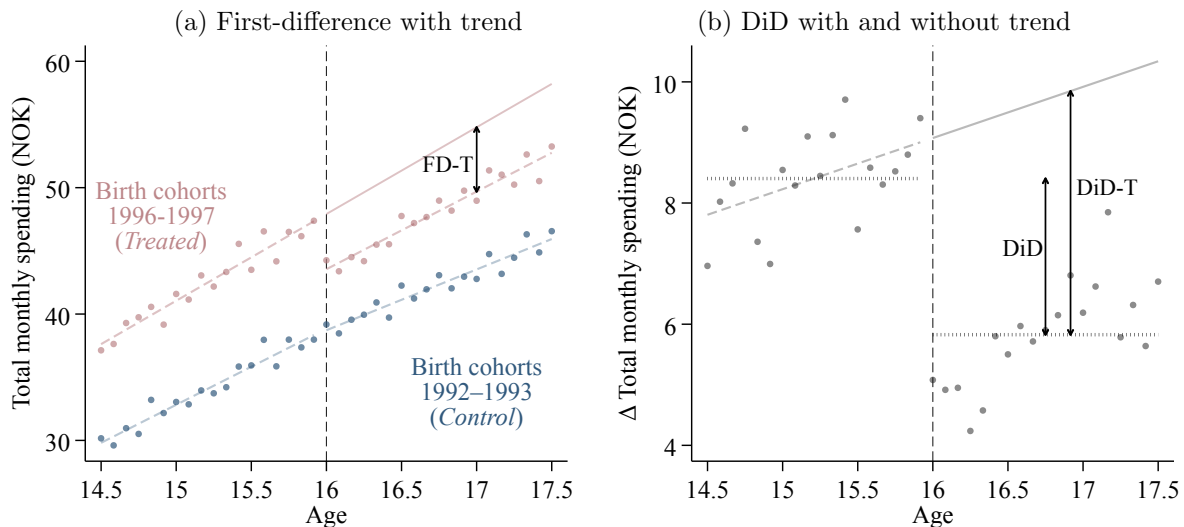 (a) First-difference with trend
Total monthly spending (NOK)
60
50
40
30
14.5 15 15.5 16 16.5 17 17.5
Age
Birth cohorts
1996-1997
(Treated)
FD-T
Birth cohorts
1992–1993
(Control)
(b) DiD with and without trend
Δ Total monthly spending (NOK)
10
8
6
4
14.5 15 15.5 16 16.5 17 17.5
Age
DiD-T
DiD